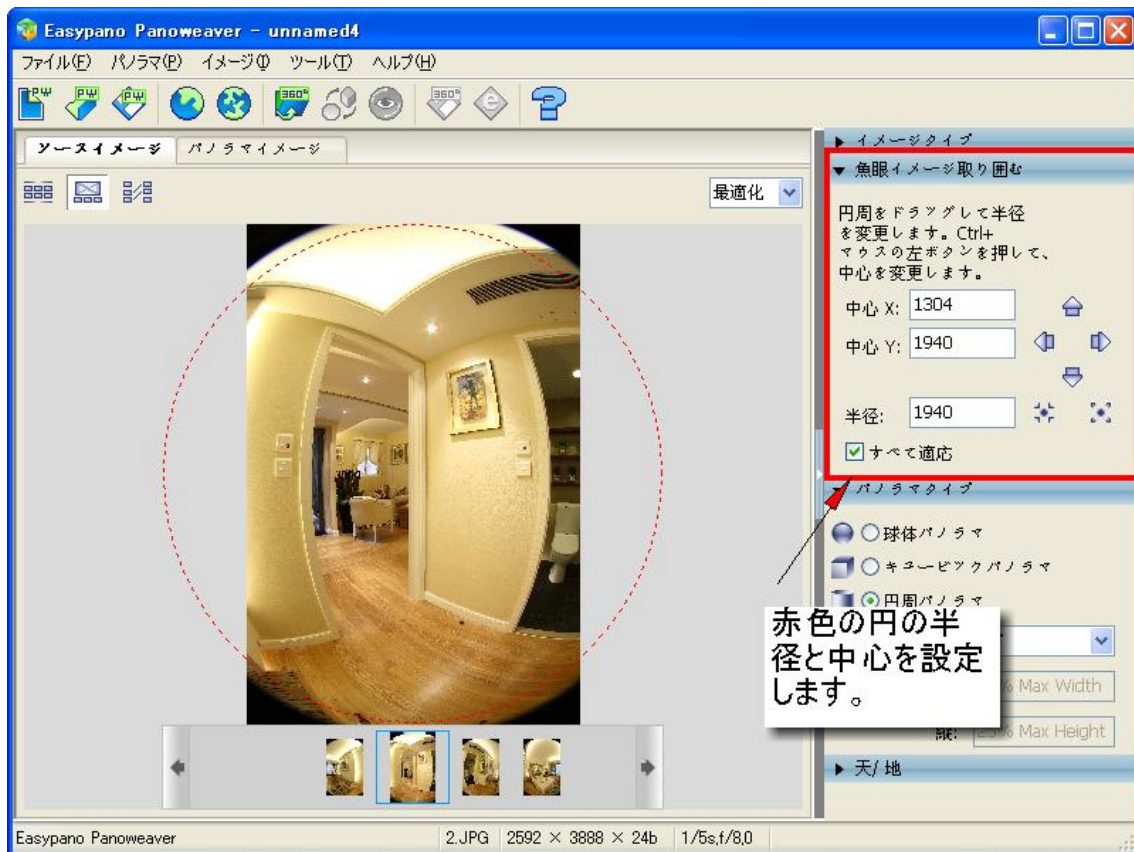 Easypano Panoweaver - unnamed4
ファイル(F) パノラマ(P) イメージ(I) ツール(T) ヘルプ(H)
ソースイメージ パノラマイメージ
最適化
イメージタイプ
魚眼イメージ取り囲む
円周をドラッグして半径
を変更します。Ctrl+
マウスの左ボタンを押して、
中心を変更します。
中心 X: 1304
中心 Y: 1940
半径: 1940
すべて適応
パノラマタイプ
球体パノラマ
キュービックパノラマ
円周パノラマ
赤色の円の半
径と中心を設定
します。
% Max Width
縦: 25% Max Height
天/地
Easypano Panoweaver 2.JPG 2592 × 3888 × 24b 1/5s,f/8,0